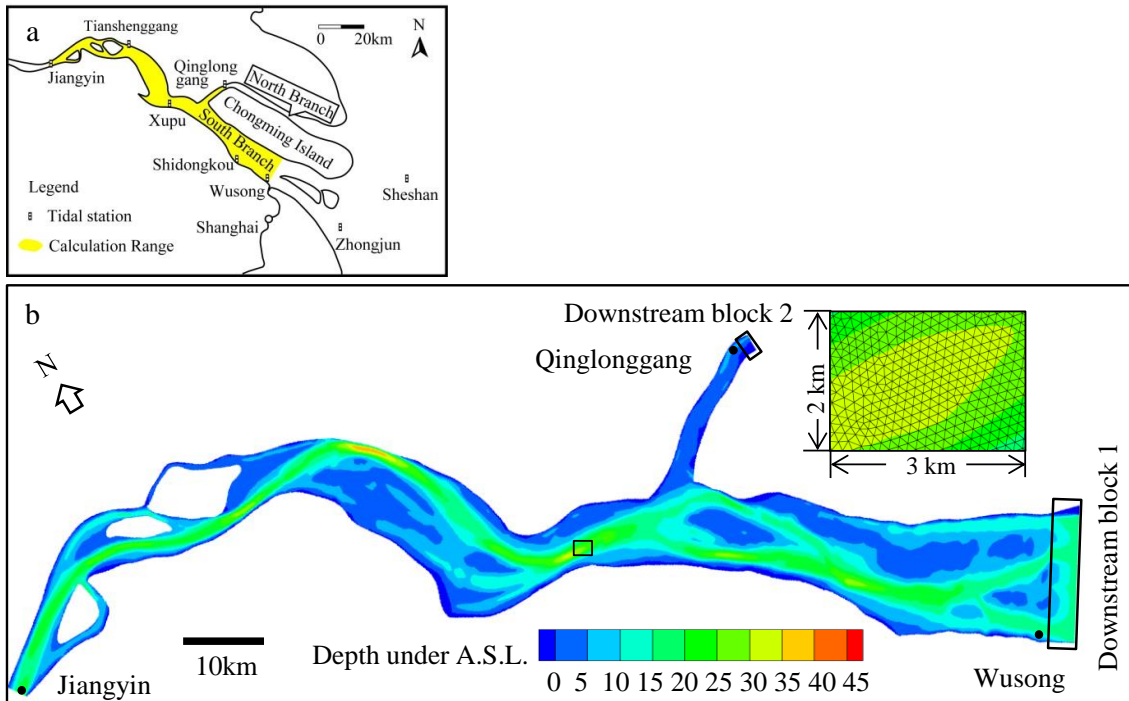 a
Tianshenggang
0 20km
N
Jiangyin
Qinglong
gang
North Branch
Chongming Island
Xupu
South Branch
Shidongkou
Wusong
Sheshan
Legend
Tidal station
Shanghai
Zhongjun
Calculation Range
b
Downstream block 2
Qinglonggang
N
2 km
3 km
Downstream block 1
10km
Depth under A.S.L.
0 5 10 15 20 25 30 35 40 45
Jiangyin
Wusong